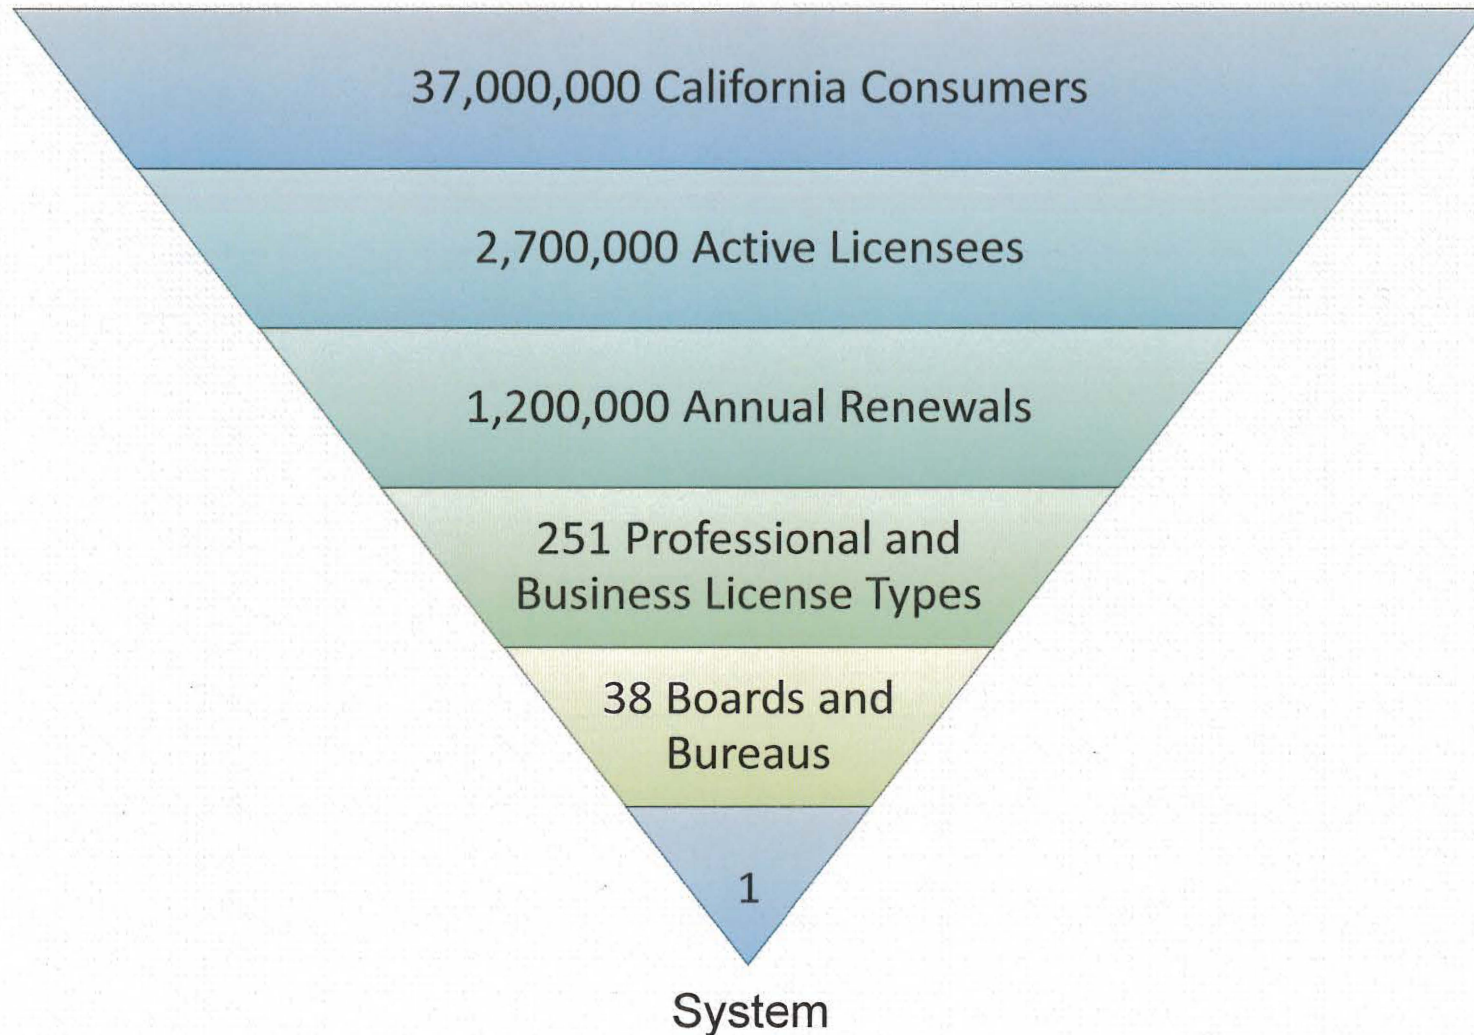 37,000,000 California Consumers
2,700,000 Active Licensees
1,200,000 Annual Renewals
251 Professional and
Business License Types
38 Boards and
Bureaus
1
System